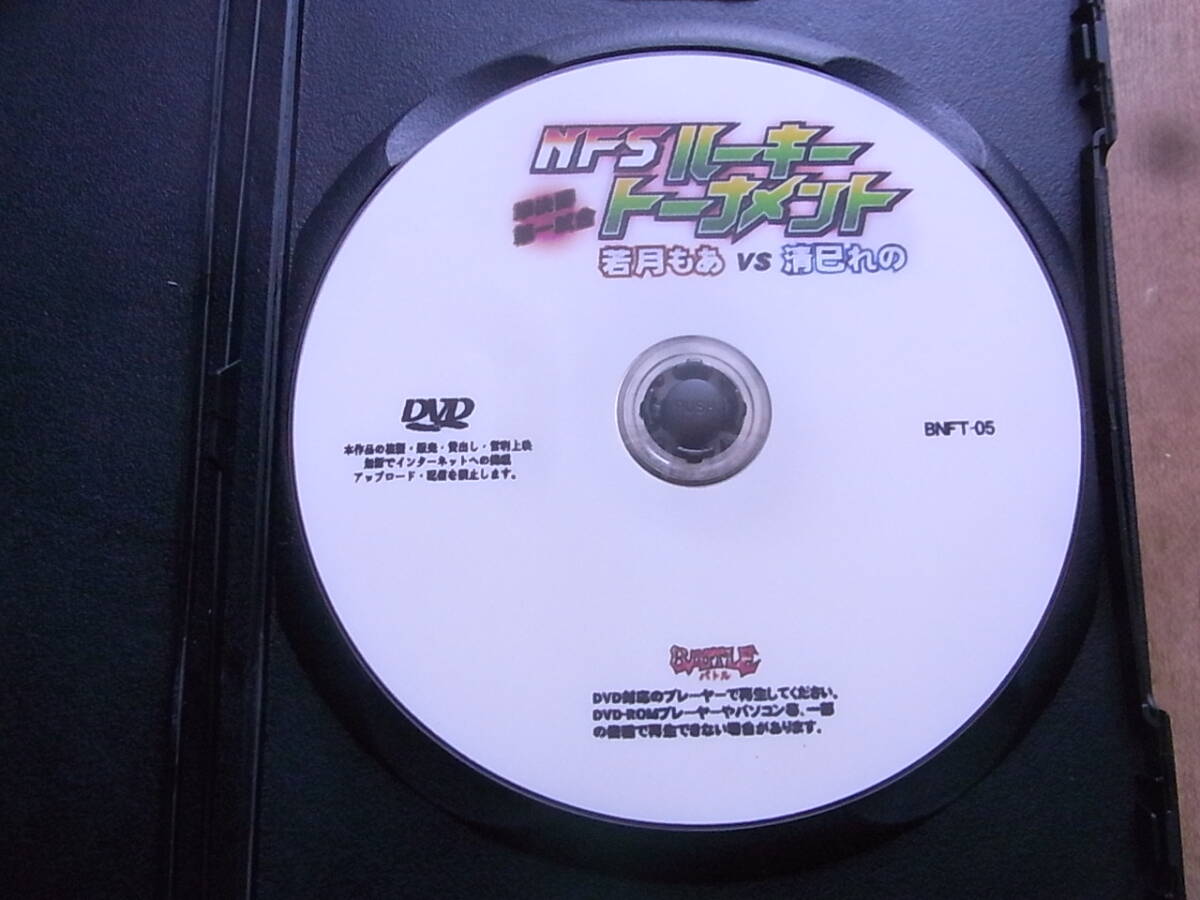 NFSルーキー
トーナメント
準決勝
第一試合
若月もあ VS 清巳れの
DVD
本作品の複製・販売・貸出し・営利上映
無断でインターネットへの掲載
アップロード・配信を禁止します。
BNFT-05
BATTLE
バトル
DVD対応のプレーヤーで再生してください。
DVD-ROMプレーヤーやパソコン等、一部
の機種で再生できない場合があります。